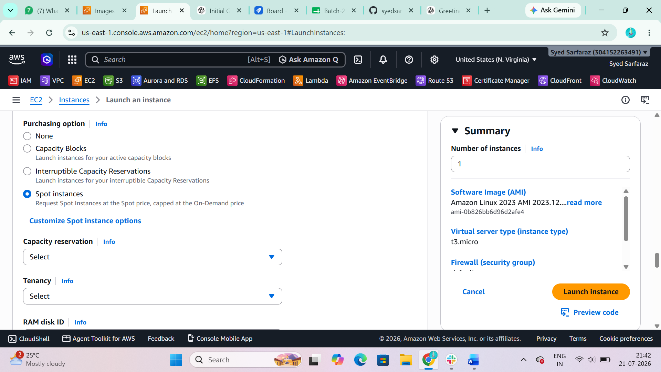 (7) Who
Images
Launch
Initial C
Board
Batch 2
syedsar
Greetin
Ask Gemini
us-east-1.console.aws.amazon.com/ec2/home?region=us-east-1#LaunchInstances:
aws
Search
[Alt+S]
Ask Amazon Q
United States (N. Virginia)
Syed Sarfaraz (304152263491)
Syed Sarfaraz
IAM
VPC
EC2
S3
Aurora and RDS
EFS
CloudFormation
Lambda
Amazon EventBridge
Route 53
Certificate Manager
CloudFront
CloudWatch
EC2 > Instances > Launch an instance
Purchasing option | Info
None
Capacity Blocks
Launch instances for your active capacity blocks
Interruptible Capacity Reservations
Launch instances for your Interruptible Capacity Reservations
Spot instances
Request Spot Instances at the Spot price, capped at the On-Demand price
Customize Spot instance options
Capacity reservation | Info
Select
Tenancy | Info
Select
RAM disk ID | Info
Summary
Number of instances | Info
1
Software Image (AMI)
Amazon Linux 2023 AMI 2023.12....read more
ami-0b826bb6d96d2afe4
Virtual server type (instance type)
t3.micro
Firewall (security group)
Cancel
Launch instance
Preview code
CloudShell
Agent Toolkit for AWS
Feedback
Console Mobile App
© 2026, Amazon Web Services, Inc. or its affiliates.
Privacy
Terms
Cookie preferences
2
25°C
Mostly cloudy
Search
ENG
IN
21:42
21-07-2026